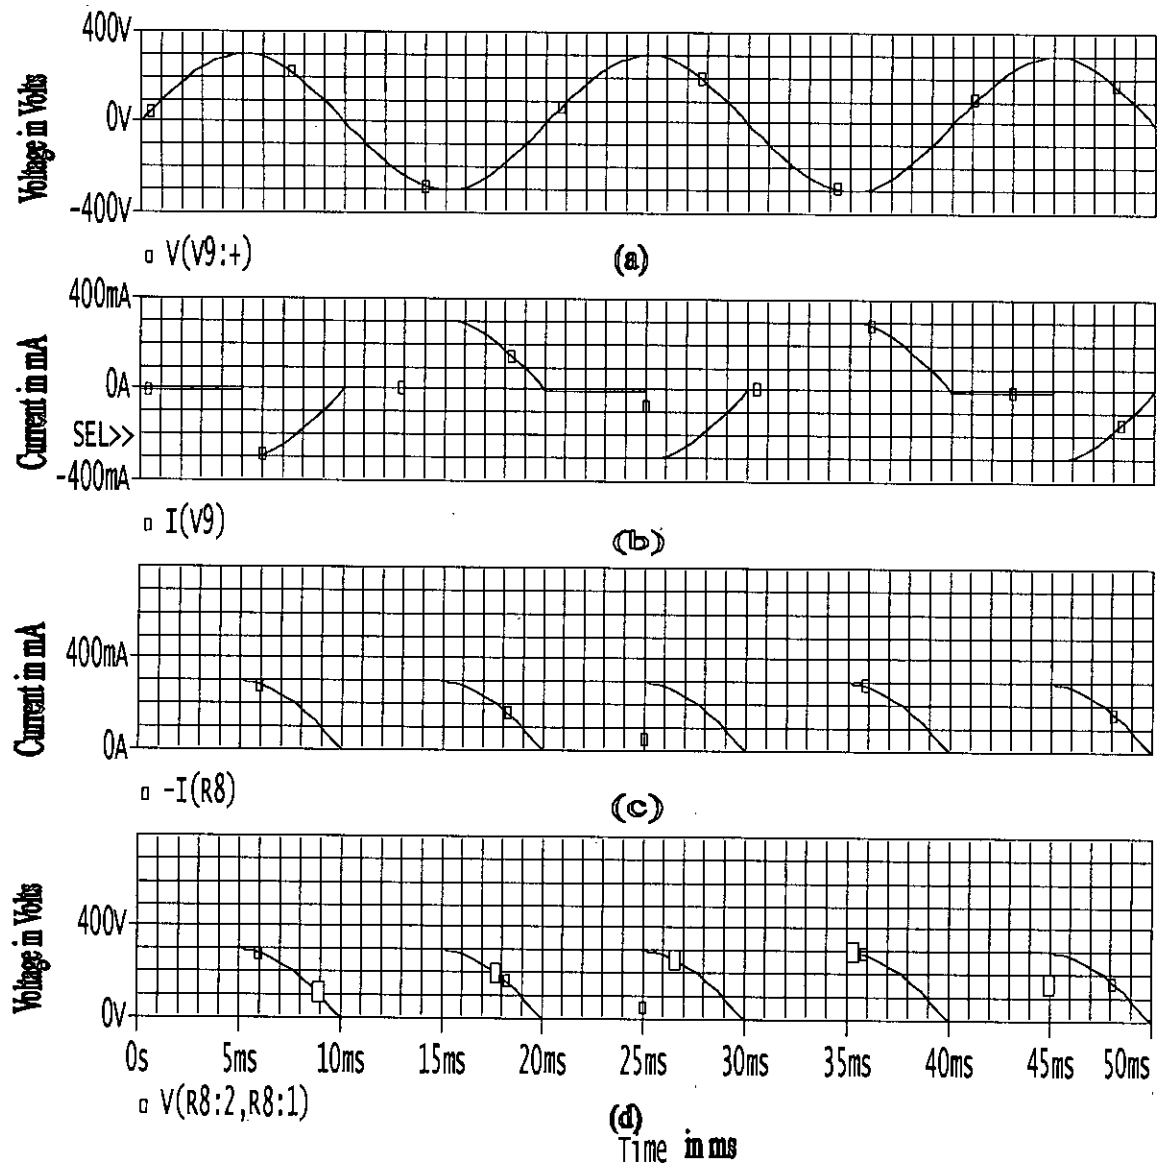 400V
0V
-400V
Voltage in Volts
V(V9:+)
(a)
400mA
0A
SEL>>
-400mA
Current in mA
I(V9)
(b)
400mA
0A
Current in mA
-I(R8)
(c)
400V
0V
Voltage in Volts
0s 5ms 10ms 15ms 20ms 25ms 30ms 35ms 40ms 45ms 50ms
V(R8:2,R8:1)
(d)
Time in ms